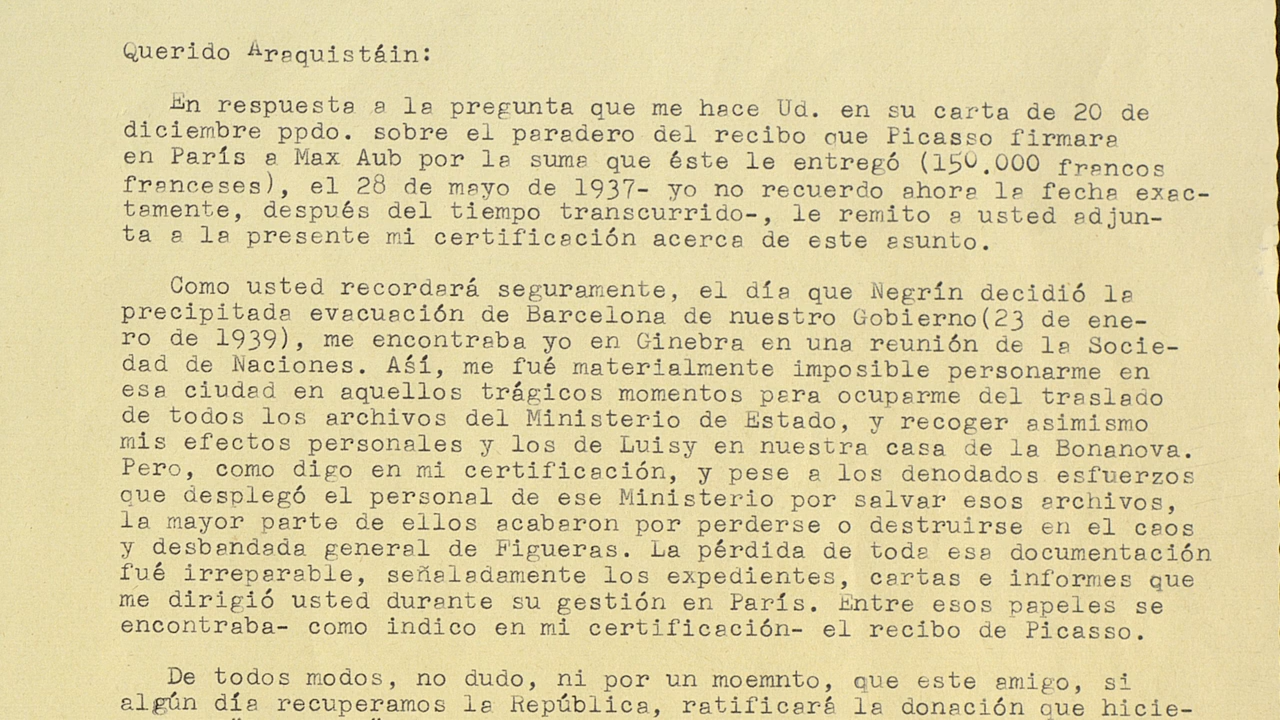 Querido Araquistáin:
En respuesta a la pregunta que me hace Ud. en su carta de 20 de
diciembre ppdo. sobre el paradero del recibo que Picasso firmara
en París a Max Aub por la suma que éste le entregó (150.000 francos
franceses), el 28 de mayo de 1937- yo no recuerdo ahora la fecha exac-
tamente, después del tiempo transcurrido-, le remito a usted adjun-
ta a la presente mi certificación acerca de este asunto.
Como usted recordará seguramente, el día que Negrín decidió la
precipitada evacuación de Barcelona de nuestro Gobierno(23 de ene-
ro de 1939), me encontraba yo en Ginebra en una reunión de la Socie-
dad de Naciones. Aśí, me fué materialmente imposible personarme en
esa ciudad en aquellos trágicos momentos para ocuparme del traslado
de todos los archivos del Ministerio de Estado, y recoger asimismo
mis efectos personales y los de Luisy en nuestra casa de la Bonanova.
Pero, como digo en mi certificación, y pese a los denodados esfuerzos
que desplegó el personal de ese Ministerio por salvar esos archivos,
la mayor parte de ellos acabaron por perderse o destruirse en el caos
y desbandada general de Figueras. La pérdida de toda esa documentación
fué irreparable, señaladamente los expedientes, cartas e informes que
me dirigió usted durante su gestión en París. Entre esos papeles se
encontraba- como indico en mi certificación- el recibo de Picasso.
De todos modos, no dudo, ni por un moemnto, que este amigo, si
algún día recuperamos la República, ratificará la donación que hicie-